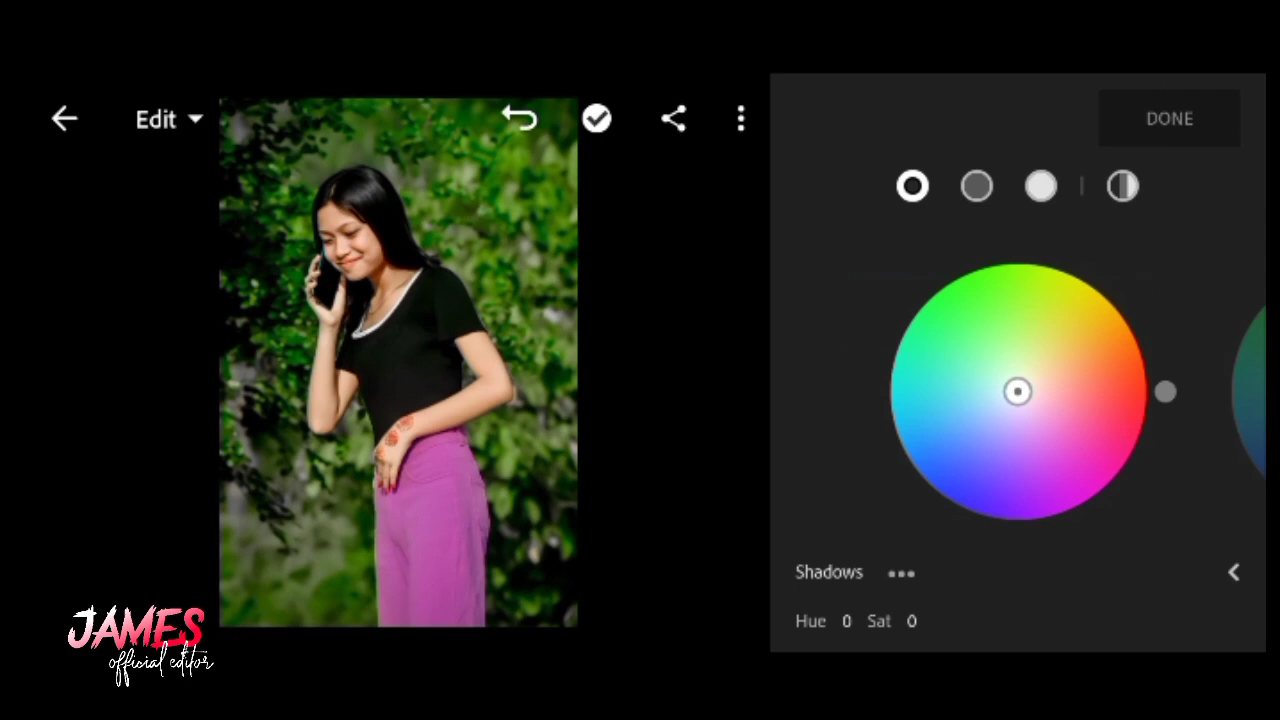 Edit
DONE
Shadows
Hue 0 Sat 0
JAMES
official editor